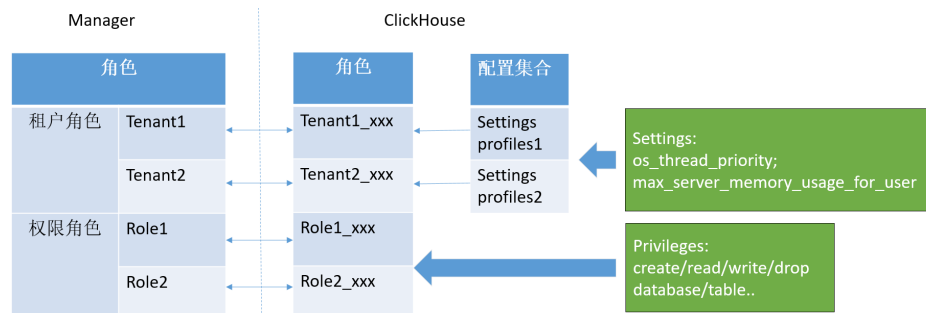 Manager
ClickHouse
角色
角色
配置集合
租户角色
Tenant1
Tenant1_xxx
Settings
profiles1
Tenant2
Tenant2_xxx
Settings
profiles2
权限角色
Role1
Role1_xxx
Role2
Role2_xxx
Settings:
os_thread_priority;
max_server_memory_usage_for_user
Privileges:
create/read/write/drop
database/table..